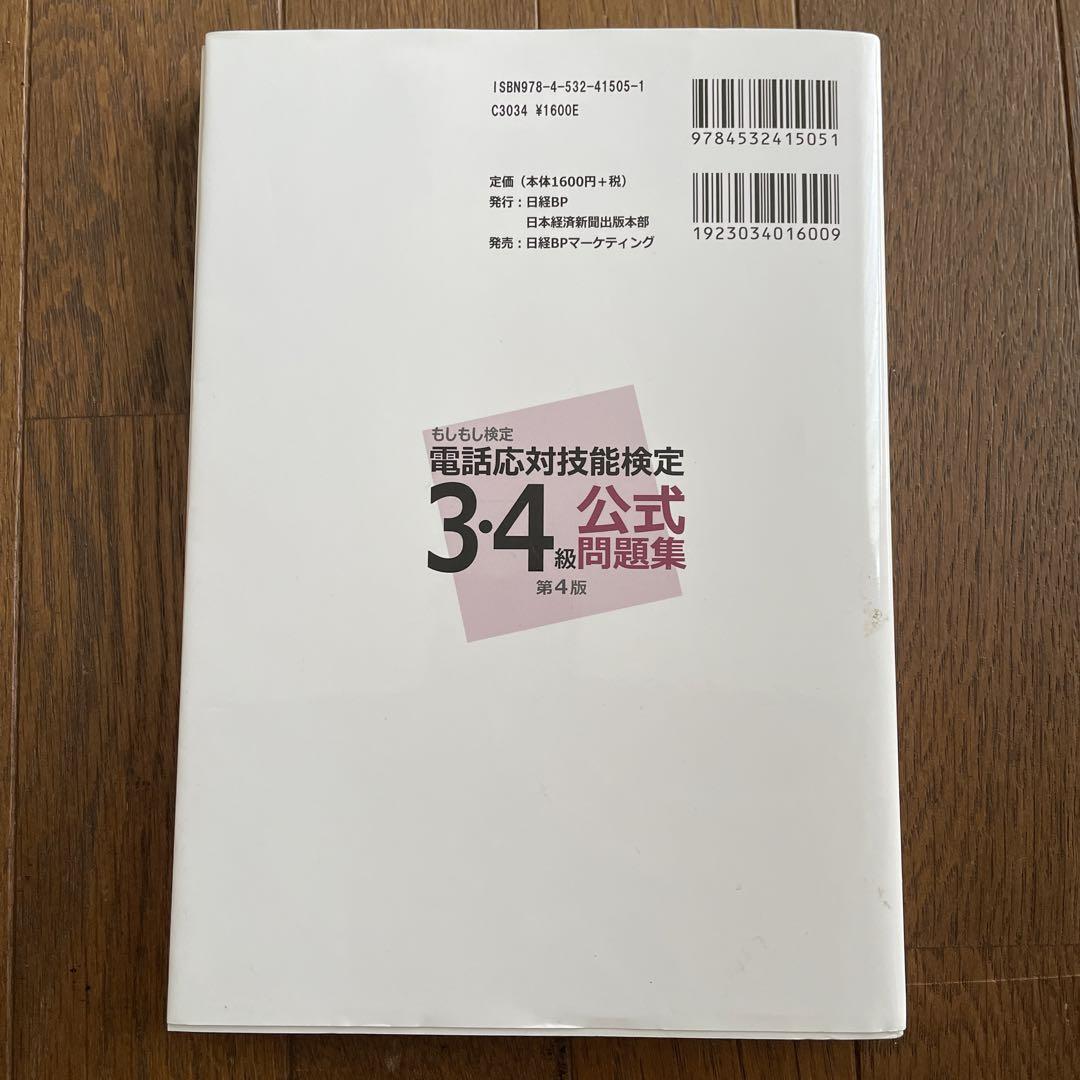 ISBN978-4-532-41505-1
C3034 ¥1600E
9784532415051
定価（本体1600円＋税）
発行：日経BP
日本経済新聞出版本部
発売：日経BPマーケティング
1923034016009
もしもし検定
電話応対技能検定
3・4級公式問題集
第4版